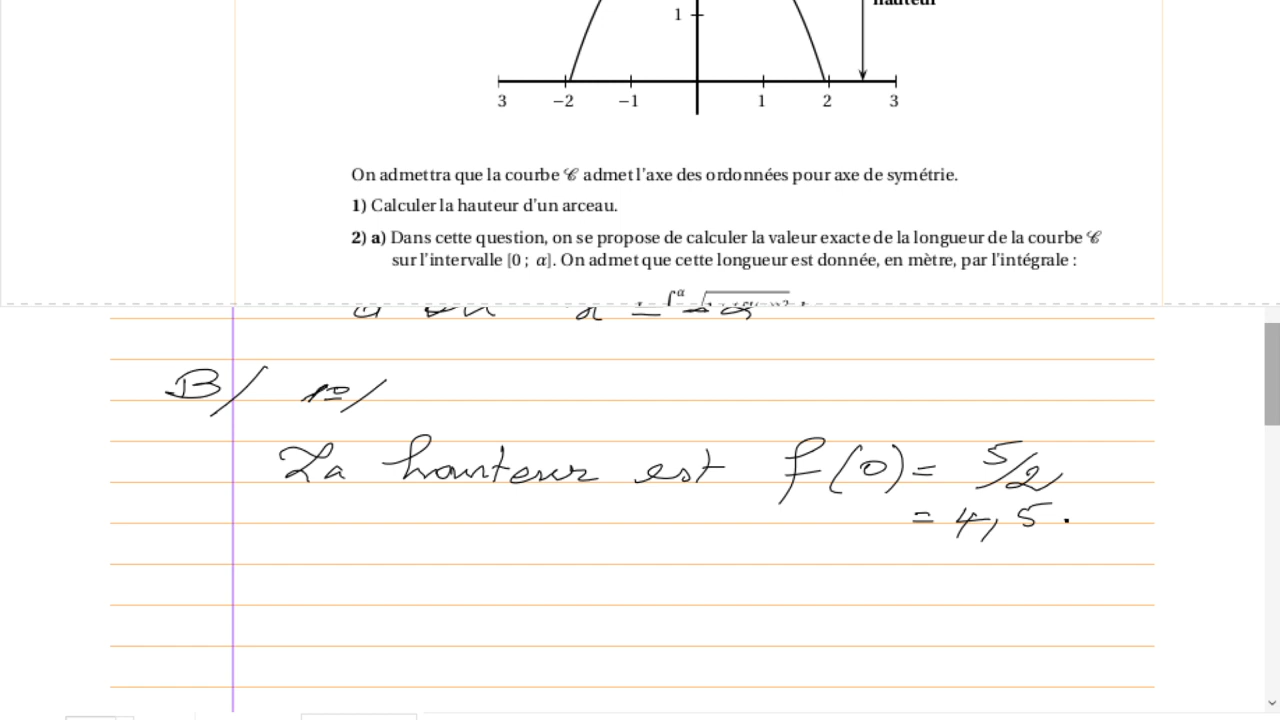 1
3 −2 −1 1 2 3
On admettra que la courbe 𝒞 admet l'axe des ordonnées pour axe de symétrie.
1) Calculer la hauteur d'un arceau.
2) a) Dans cette question, on se propose de calculer la valeur exacte de la longueur de la courbe 𝒞
sur l'intervalle [0 ; α]. On admet que cette longueur est donnée, en mètre, par l'intégrale :
B/ 1º/
La hauteur est f(0) = 5/2
= 4,5.